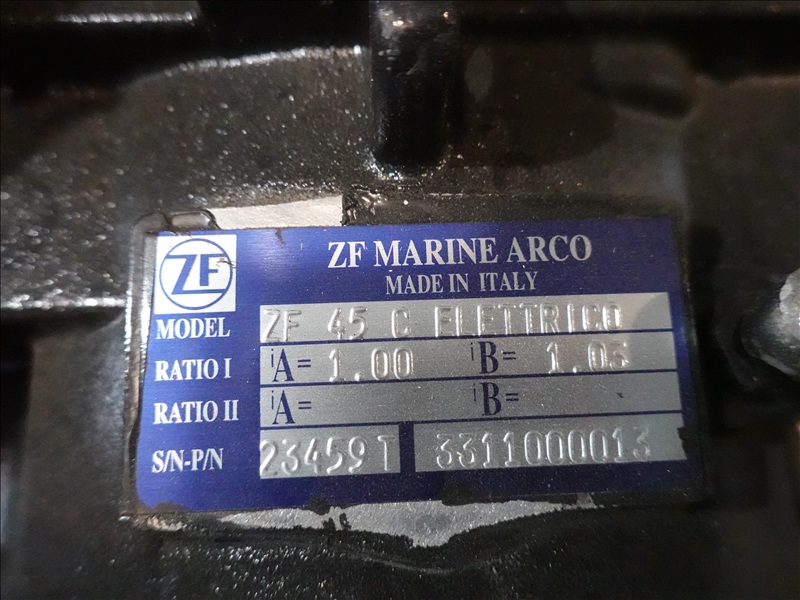 ZF
ZF MARINE ARCO
MADE IN ITALY
MODEL ZF 45 C ELETTRICO
RATIO I iA= 1.00 iB= 1.05
RATIO II iA= iB=
S/N-P/N 23459T 3311000013